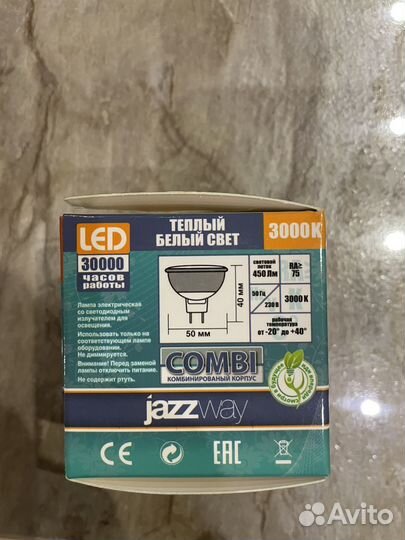 LED
ТЕПЛЫЙ
БЕЛЫЙ СВЕТ
3000K
30000
ЧАСОВ
РАБОТЫ
Лампа электрическая
со светодиодным
излучателем для
освещения.
Использовать только на
соответствующем лампе
оборудовании.
Не диммируется.
Внимание! Перед заменой
лампы отключить питание.
Не содержит ртуть.
50 мм
40 мм
световой
поток
450 Лм
RA≥
75
50 Гц
230 В
3000 K
рабочая
температура
от -20° до +40°
COMBI
КОМБИНИРОВАНЫЙ КОРПУС
jazzway
CE
EAC
Avito